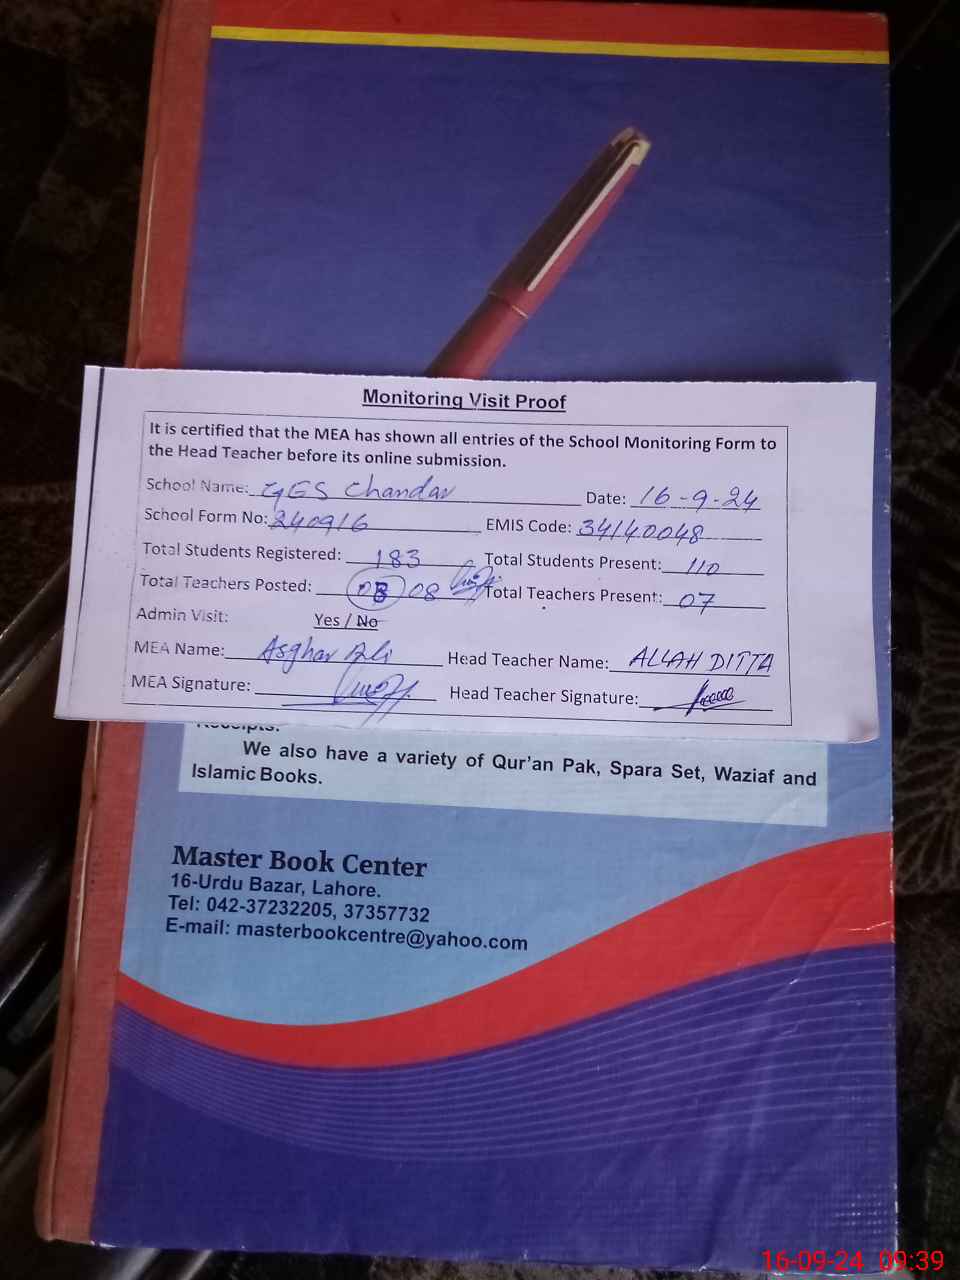 Monitoring Visit Proof
It is certified that the MEA has shown all entries of the School Monitoring Form to
the Head Teacher before its online submission.
School Name: GGES Chandar Date: 16-9-24
School Form No: 240916 EMIS Code: 34140048
Total Students Registered: 183 Total Students Present: 110
Total Teachers Posted: 08 08 Total Teachers Present: 07
Admin Visit: Yes / No
MEA Name: Asghar Ali Head Teacher Name: ALLAH DITTA
MEA Signature: Head Teacher Signature:
Receipts.
We also have a variety of Qur'an Pak, Spara Set, Waziaf and
Islamic Books.
Master Book Center
16-Urdu Bazar, Lahore.
Tel: 042-37232205, 37357732
E-mail: masterbookcentre@yahoo.com
16-09-24 09:39